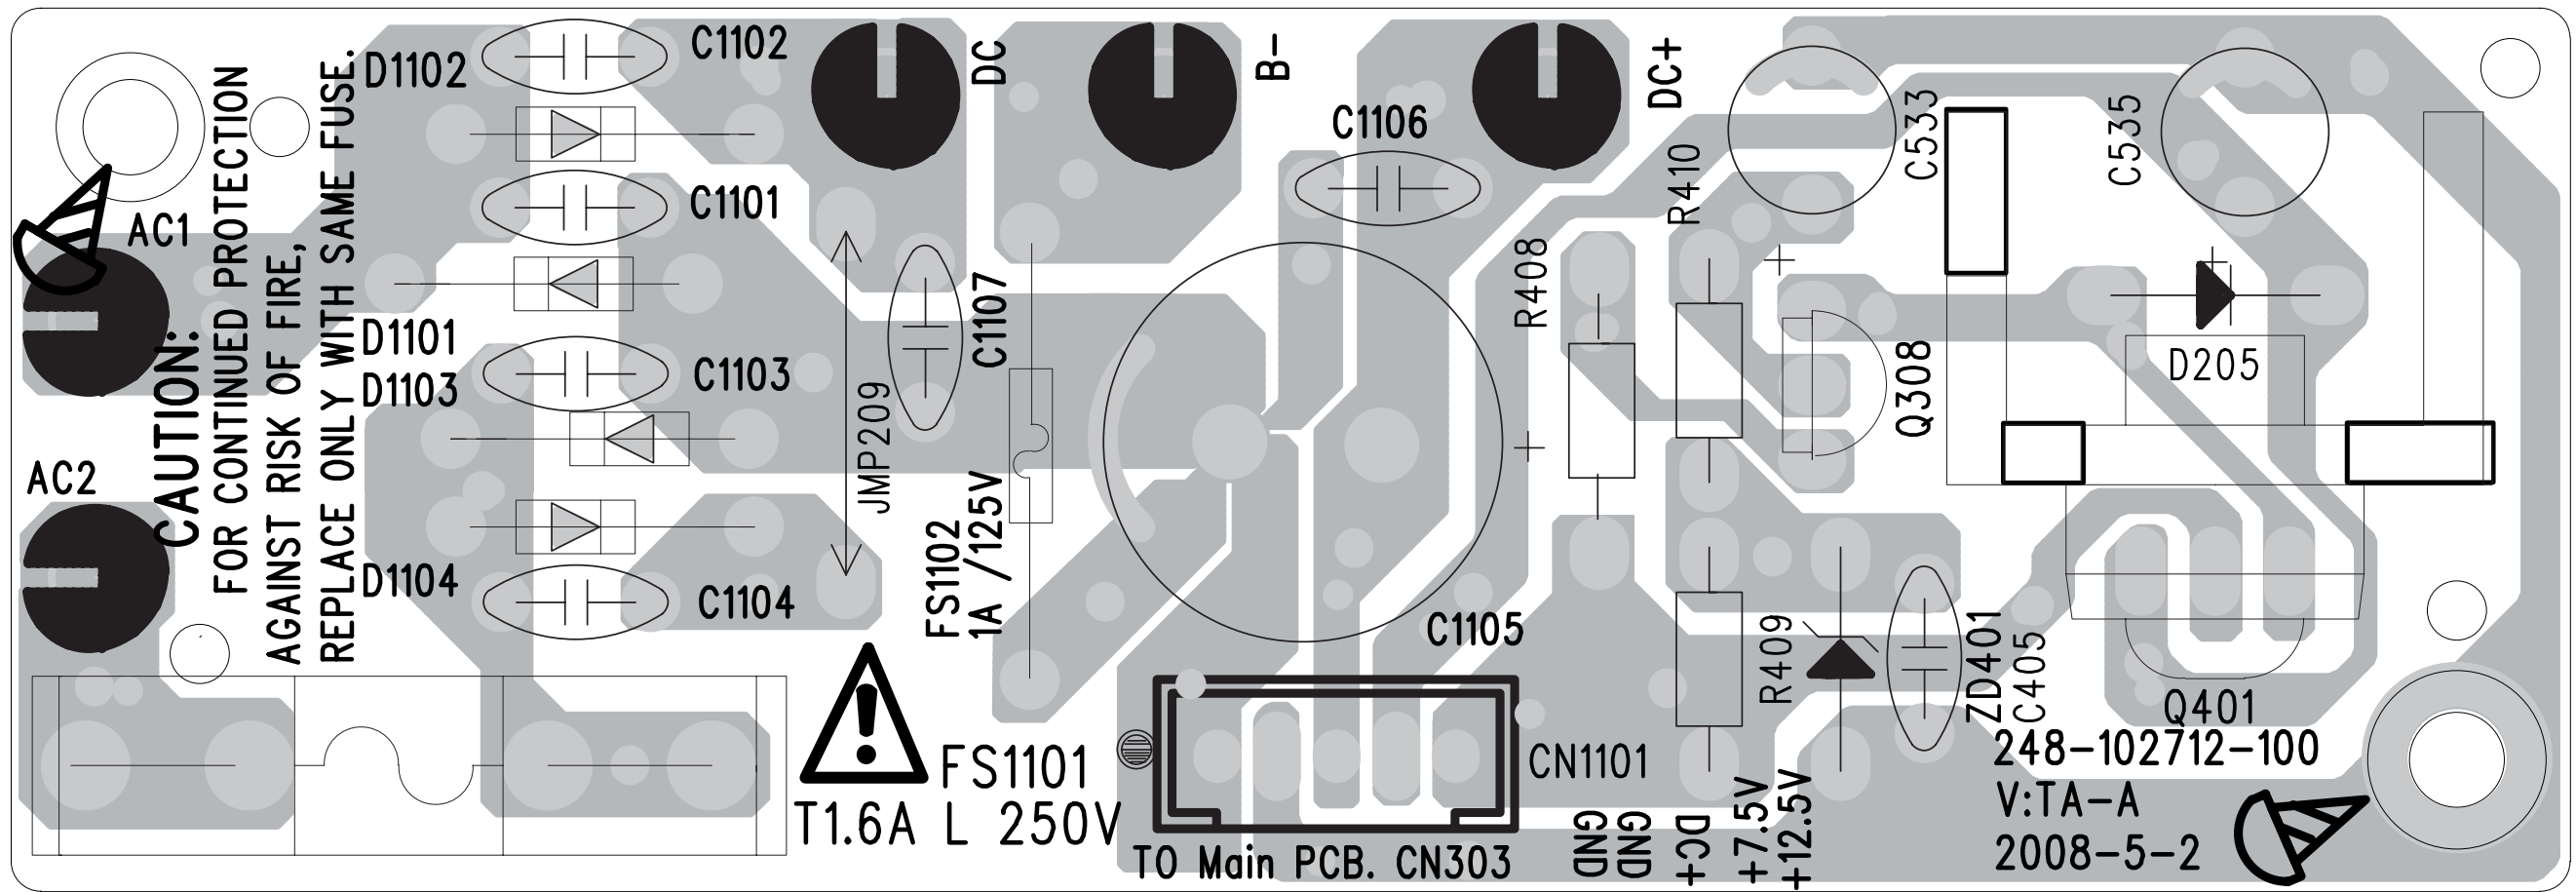 D1102
C1102
DC
B-
DC+
C1106
C533
C535
R410
AC1
C1101
R408
CAUTION:
FOR CONTINUED PROTECTION
AGAINST RISK OF FIRE,
REPLACE ONLY WITH SAME FUSE.
D1101
D1103
C1103
C1107
JMP209
Q308
D205
AC2
FS1102
1A /125V
D1104
C1104
C1105
R409
ZD401
C405
Q401
248-102712-100
V:TA-A
2008-5-2
FS1101
T1.6A L 250V
CN1101
TO Main PCB. CN303
GND
GND
DC+
+7.5V
+12.5V